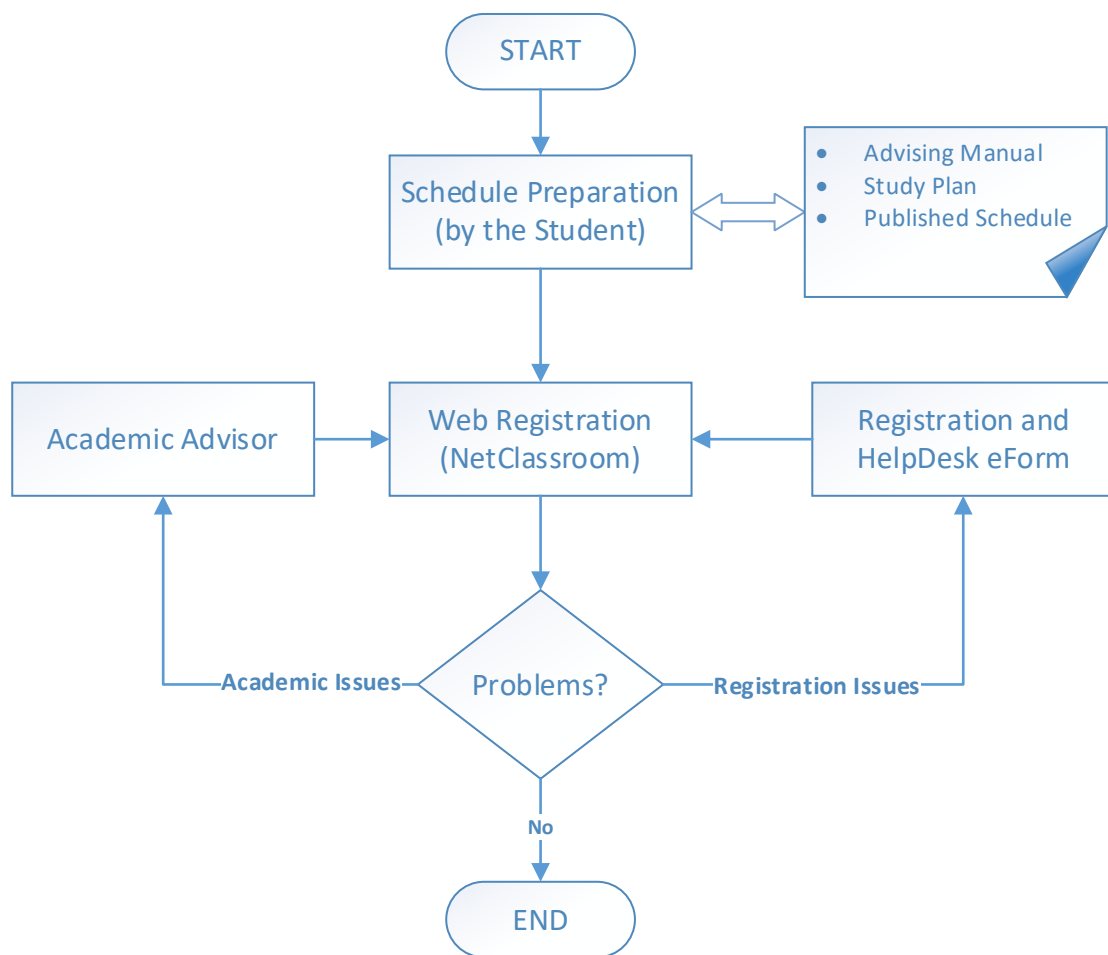 START
Schedule Preparation
(by the Student)
• Advising Manual
• Study Plan
• Published Schedule
Academic Advisor
Web Registration
(NetClassroom)
Registration and
HelpDesk eForm
Academic Issues
Problems?
Registration Issues
No
END